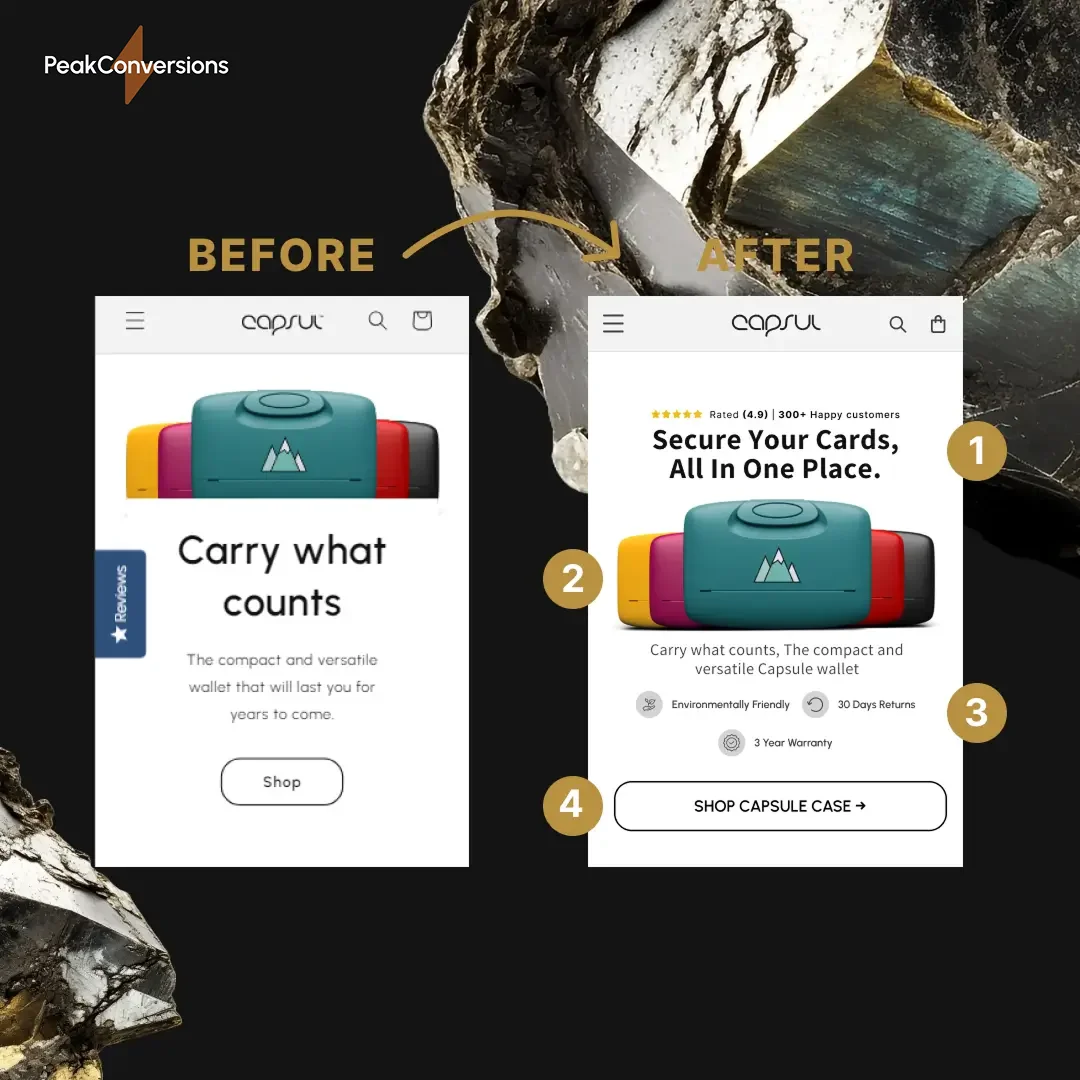 PeakConversions
BEFORE
AFTER
capsul™
Reviews
Carry what
counts
The compact and versatile
wallet that will last you for
years to come.
Shop
capsul
Rated (4.9) | 300+ Happy customers
Secure Your Cards,
All In One Place.
1
2
Carry what counts, The compact and
versatile Capsule wallet
Environmentally Friendly
30 Days Returns
3 Year Warranty
3
4
SHOP CAPSULE CASE →